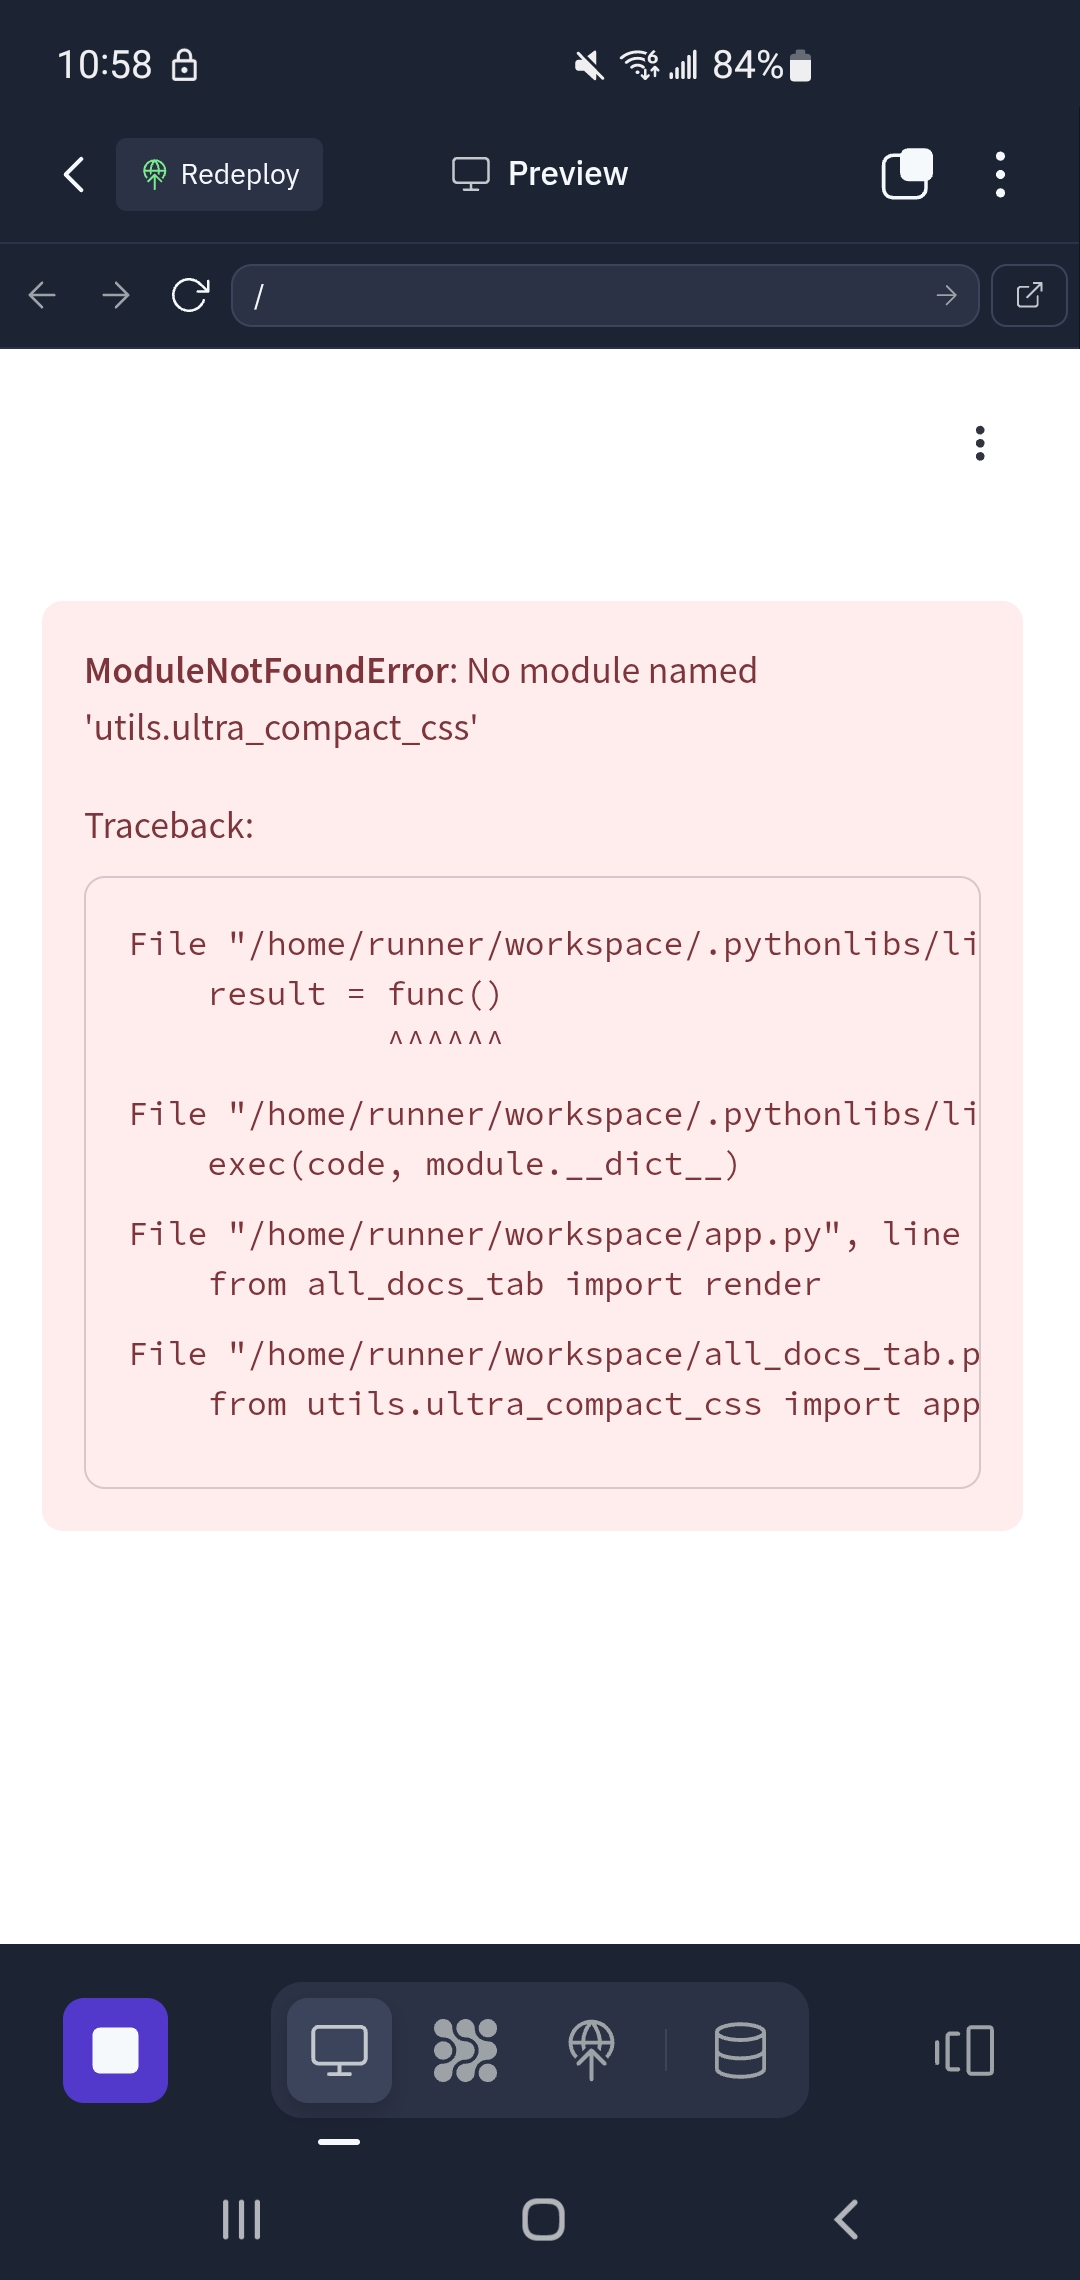 10:58
6
84%
Redeploy
Preview
/
ModuleNotFoundError: No module named
'utils.ultra_compact_css'
Traceback:
File "/home/runner/workspace/.pythonlibs/li
result = func()
^^^^^^
File "/home/runner/workspace/.pythonlibs/li
exec(code, module.__dict__)
File "/home/runner/workspace/app.py", line
from all_docs_tab import render
File "/home/runner/workspace/all_docs_tab.p
from utils.ultra_compact_css import app